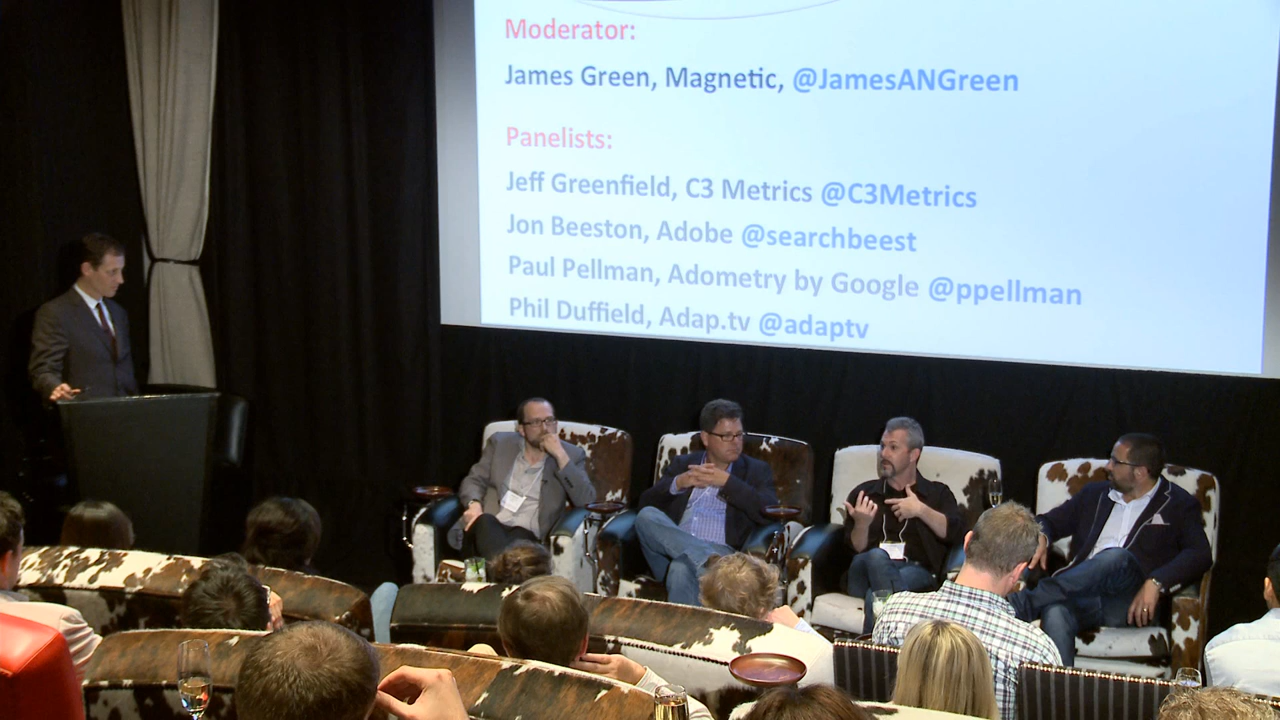 Moderator:
James Green, Magnetic, @JamesANGreen
Panelists:
Jeff Greenfield, C3 Metrics @C3Metrics
Jon Beeston, Adobe @searchbeest
Paul Pellman, Adometry by Google @ppellman
Phil Duffield, Adap.tv @adaptv